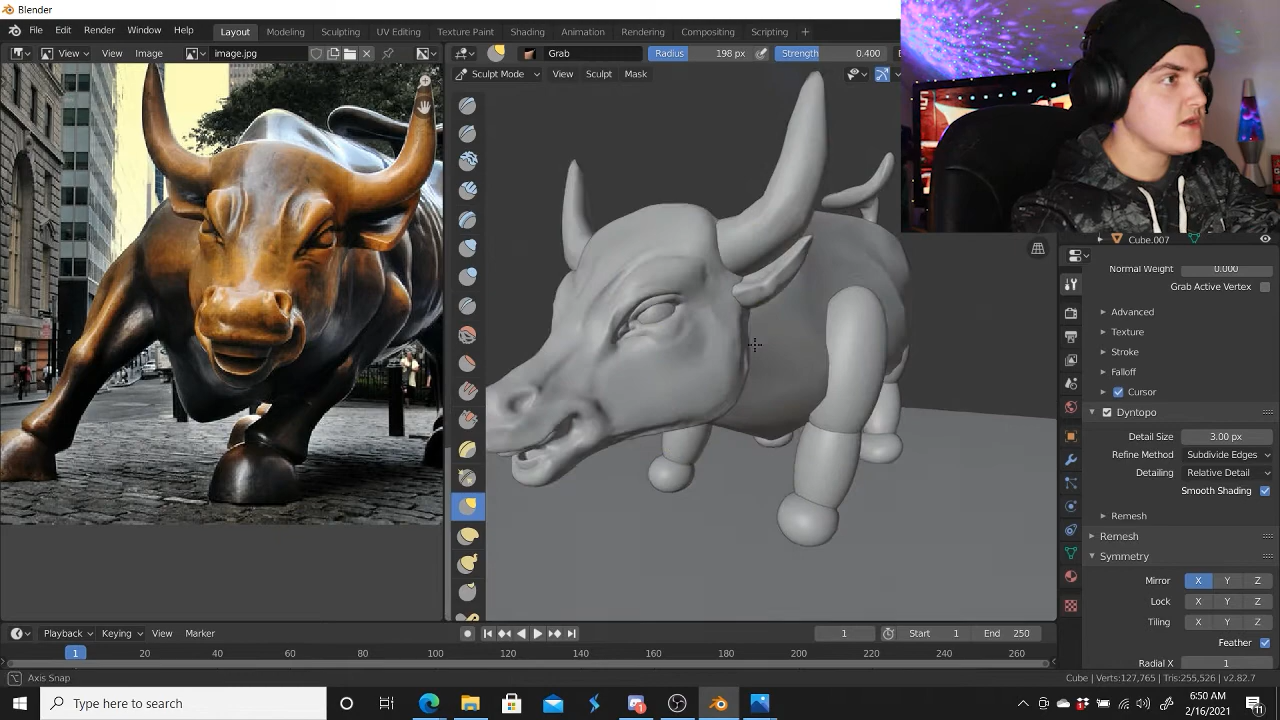 Blender
File Edit Render Window Help Layout Modeling Sculpting UV Editing Texture Paint Shading Animation Rendering Compositing Scripting +
View View Image image.jpg Grab Radius 198 px Strength 0.400
Sculpt Mode View Sculpt Mask
Cube.007
Normal Weight 0.000
Grab Active Vertex
Advanced
Texture
Stroke
Falloff
Cursor
Dyntopo
Detail Size 3.00 px
Refine Method Subdivide Edges
Detailing Relative Detail
Smooth Shading
Remesh
Remesh
Symmetry
Mirror X Y Z
Lock X Y Z
Tiling X Y Z
Feather
Radial X 1
Playback Keying View Marker 1 Start 1 End 250
1 20 40 60 80 100 120 140 160 180 200 220 240 260
Axis Snap Cube | Verts:127,765 | Tris:255,526 | v2.82.7
Type here to search
6:50 AM
2/16/2021